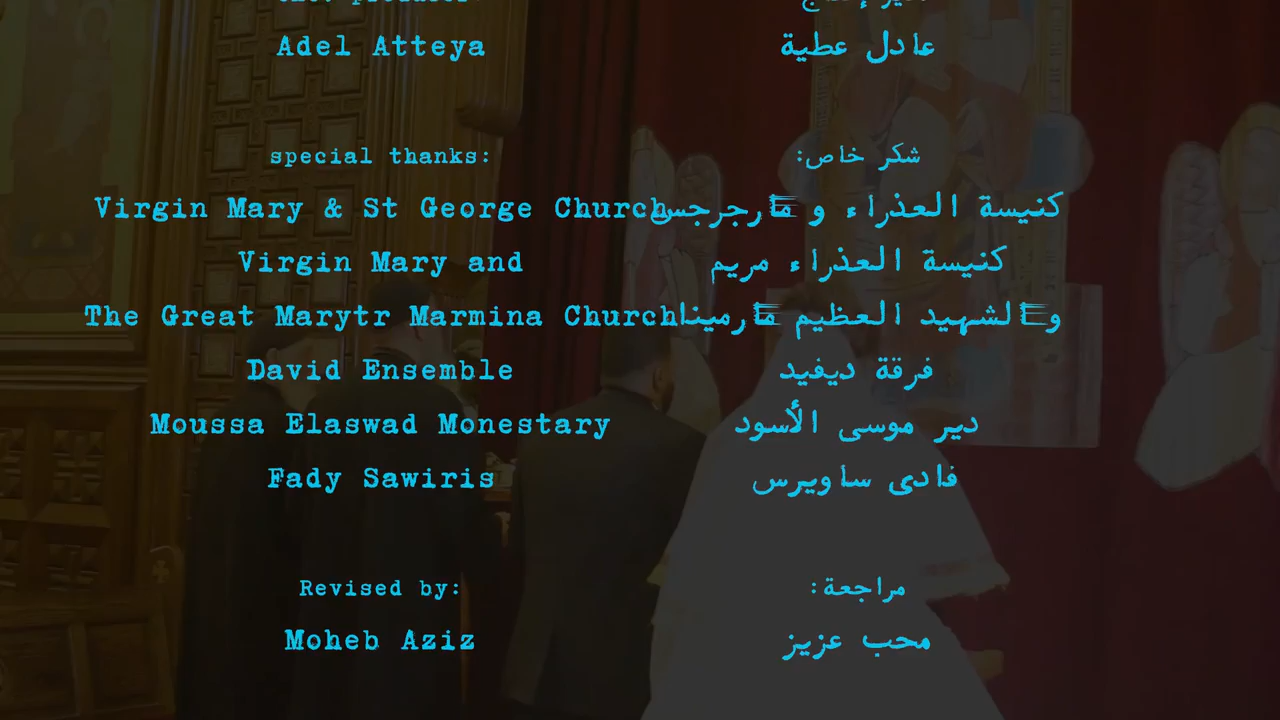 Adel Atteya
عادل عطية
special thanks:
شكر خاص:
Virgin Mary & St George Church
كنيسة العذراء و مارجرجس
Virgin Mary and
كنيسة العذراء مريم
The Great Marytr Marmina Church
والشهيد العظيم مارمينا
David Ensemble
فرقة ديفيد
Moussa Elaswad Monestary
دير موسى الأسود
Fady Sawiris
فادى ساويرس
Revised by:
مراجعة:
Moheb Aziz
محب عزيز